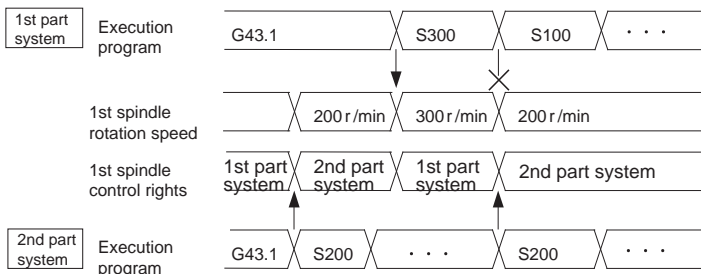 1st part
system
Execution
program
G43.1
S300
S100
· · ·
1st spindle
rotation speed
200 r/min
300 r/min
200 r/min
1st spindle
control rights
1st part
system
2nd part
system
1st part
system
2nd part system
2nd part
system
Execution
program
G43.1
S200
· · ·
S200
· · ·